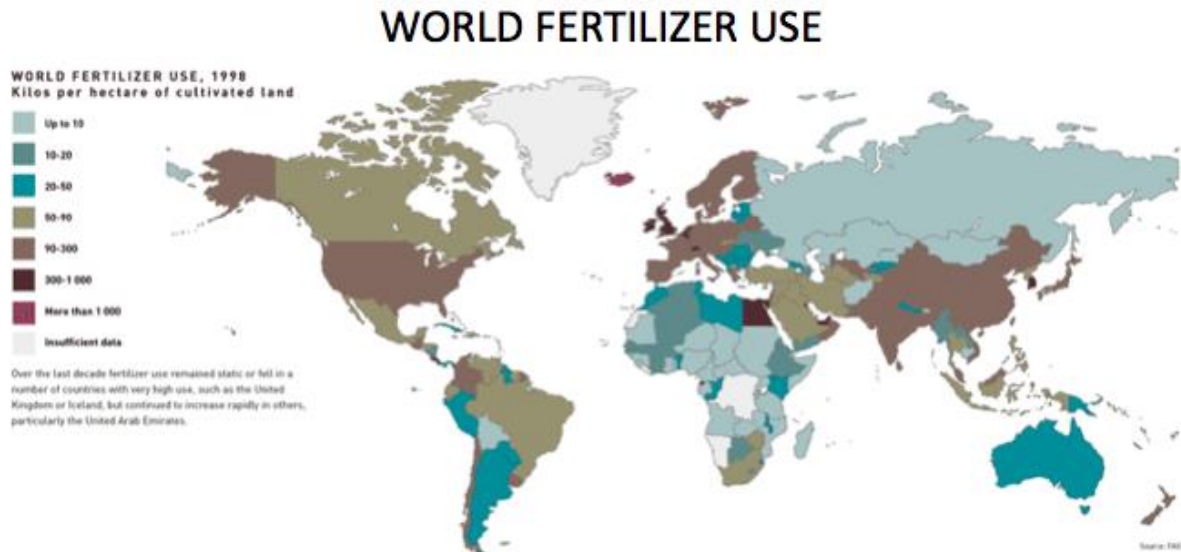 WORLD FERTILIZER USE
WORLD FERTILIZER USE, 1998
Kilos per hectare of cultivated land
Up to 10
10-20
20-50
50-90
90-300
300-1 000
More than 1 000
Insufficient data
Over the last decade fertilizer use remained static or fell in a
number of countries with very high use, such as the United
Kingdom or Iceland, but continued to increase rapidly in others,
particularly the United Arab Emirates.
Source: FAO